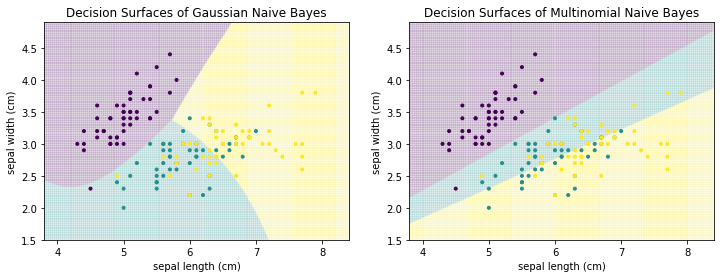 Decision Surfaces of Gaussian Naive Bayes
4.5
4.0
3.5
3.0
2.5
2.0
1.5
sepal width (cm)
4 5 6 7 8
sepal length (cm)
Decision Surfaces of Multinomial Naive Bayes
4.5
4.0
3.5
3.0
2.5
2.0
1.5
sepal width (cm)
4 5 6 7 8
sepal length (cm)